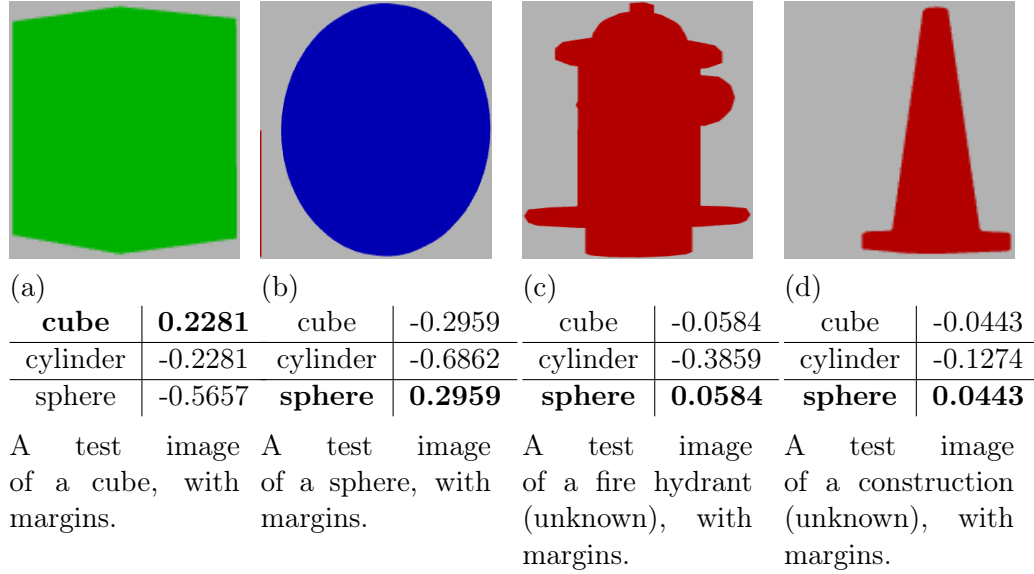 (a)
cube 0.2281
cylinder -0.2281
sphere -0.5657
A test image
of a cube, with
margins.
(b)
cube -0.2959
cylinder -0.6862
sphere 0.2959
A test image
of a sphere, with
margins.
(c)
cube -0.0584
cylinder -0.3859
sphere 0.0584
A test image
of a fire hydrant
(unknown), with
margins.
(d)
cube -0.0443
cylinder -0.1274
sphere 0.0443
A test image
of a construction
(unknown), with
margins.